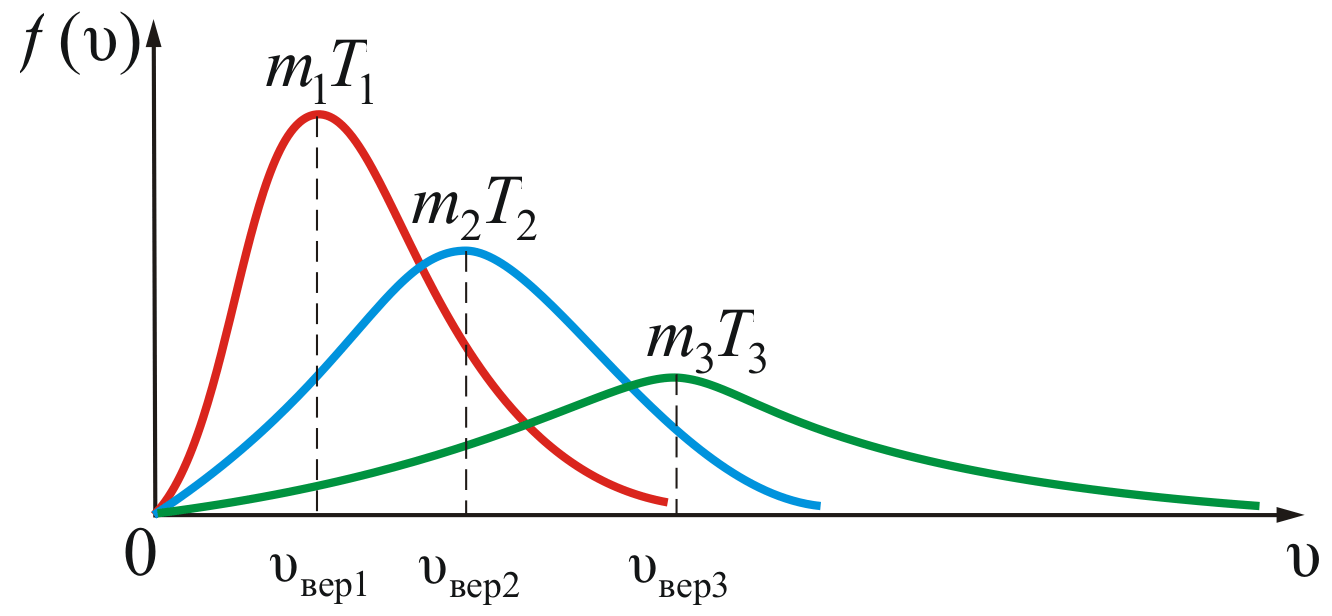 f (υ)
m₁T₁
m₂T₂
m₃T₃
0
υвер1
υвер2
υвер3
υ